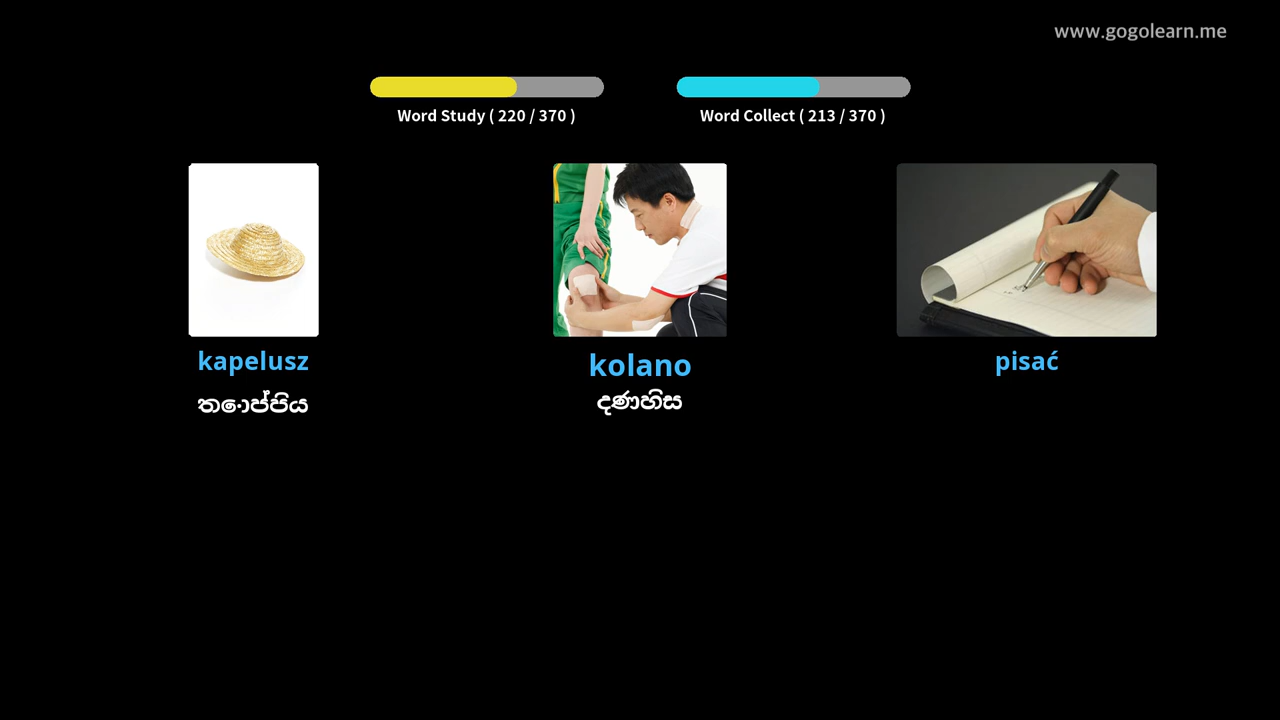 www.gogolearn.me
Word Study ( 220 / 370 )
Word Collect ( 213 / 370 )
kapelusz
තොප්පිය
kolano
දණහිස
pisać